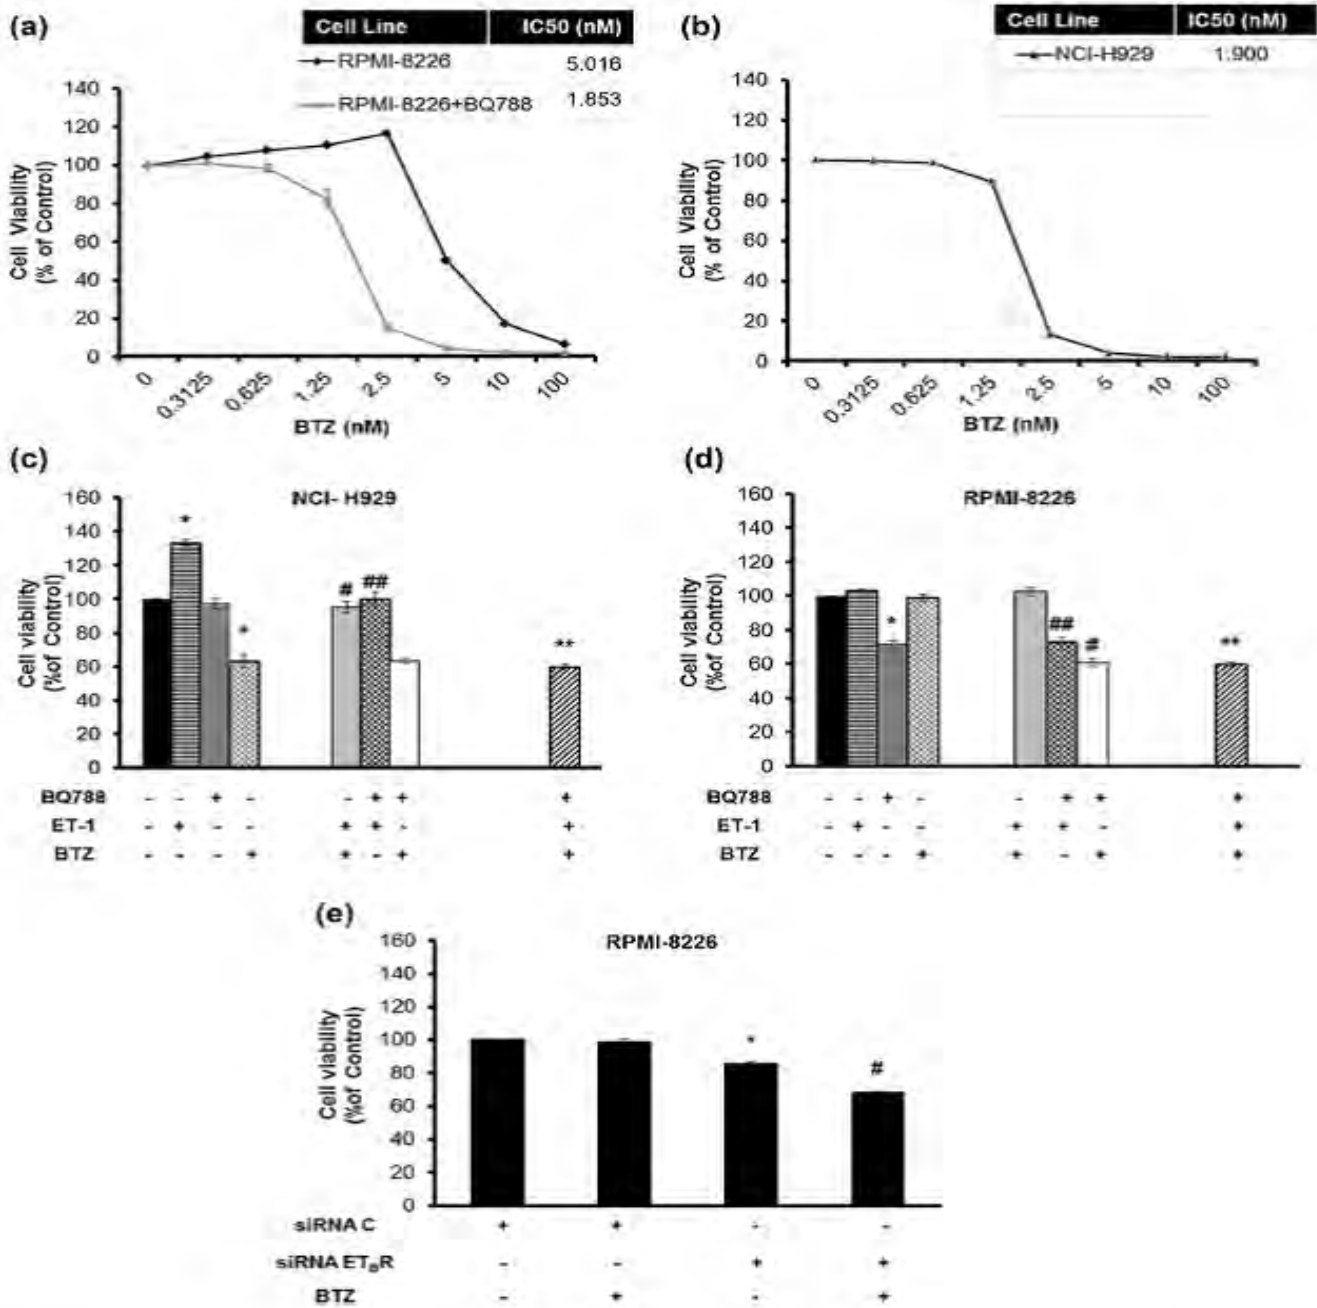 (a)
Cell Line IC50 (nM)
RPMI-8226 5.016
RPMI-8226+BQ788 1.853
140
120
100
80
60
40
20
0
Cell Viability
(% of Control)
0 0.3125 0.625 1.25 2.5 5 10 100
BTZ (nM)
(b)
Cell Line IC50 (nM)
NCI-H929 1.900
140
120
100
80
60
40
20
0
Cell Viability
(% of Control)
0 0.3125 0.625 1.25 2.5 5 10 100
BTZ (nM)
(c)
NCI- H929
160
140
120
100
80
60
40
20
0
Cell viability
(%of Control)
* * # ## **
BQ788 - - + - - + + +
ET-1 - + - - + + - +
BTZ - - - + + - + +
(d)
RPMI-8226
160
140
120
100
80
60
40
20
0
Cell viability
(%of Control)
* ## # **
BQ788 - - + - - + + +
ET-1 - + - - + + - +
BTZ - - - + + - + +
(e)
RPMI-8226
160
140
120
100
80
60
40
20
0
Cell viability
(%of Control)
* #
siRNA C + + - -
siRNA ETBR - - + +
BTZ - + - +